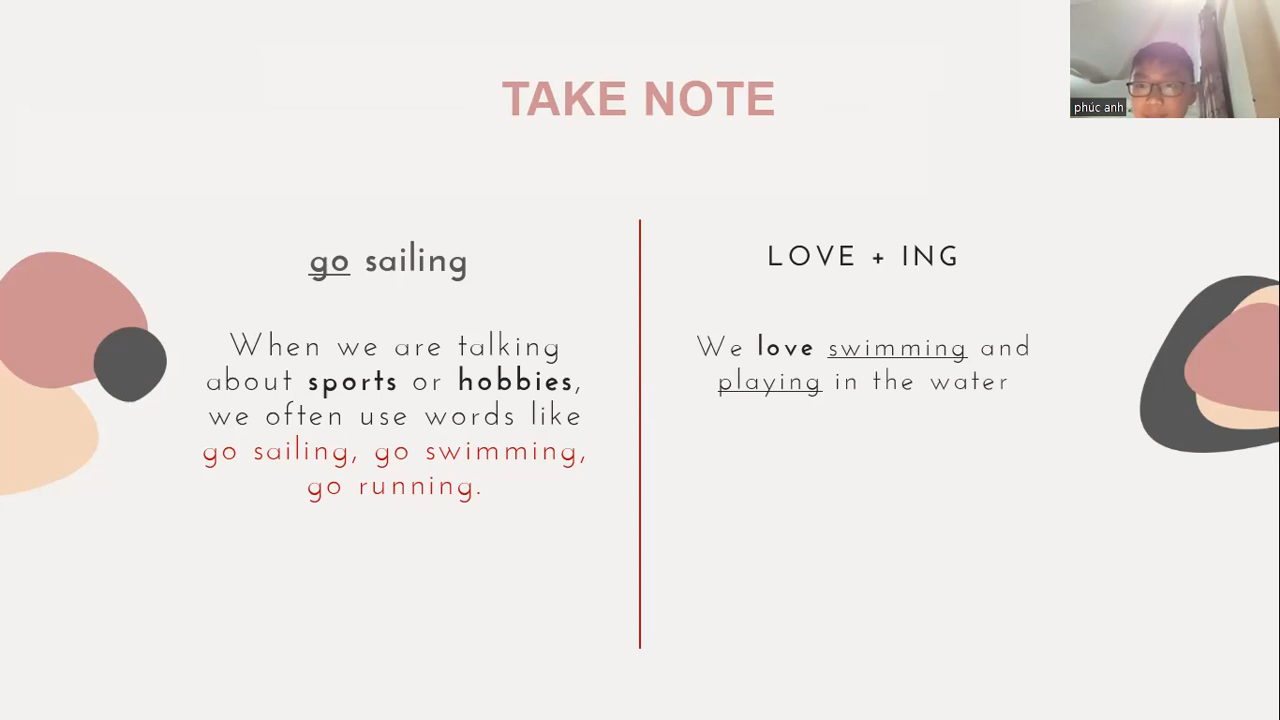 TAKE NOTE
phúc anh
go sailing
When we are talking
about sports or hobbies,
we often use words like
go sailing, go swimming,
go running.
LOVE + ING
We love swimming and
playing in the water